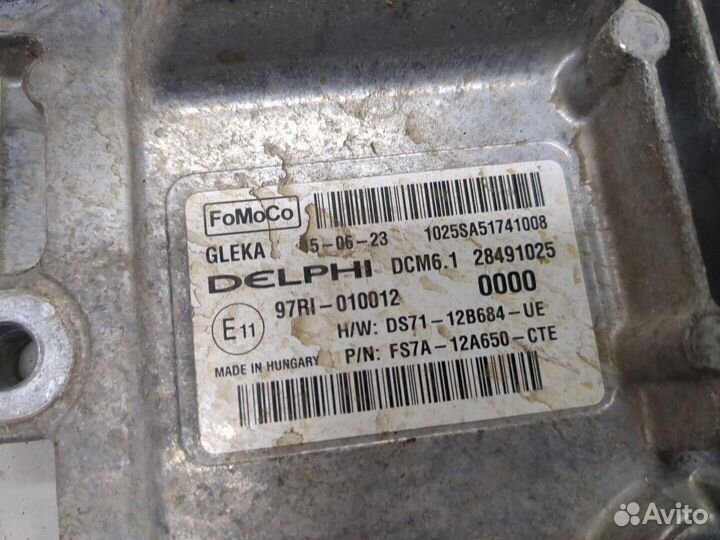 FoMoCo
GLEKA 15-06-23 1025SA51741008
DELPHI DCM6.1 28491025
E11 97RI-010012 0000
H/W: DS71-12B684-UE
MADE IN HUNGARY P/N: FS7A-12A650-CTE
Avito